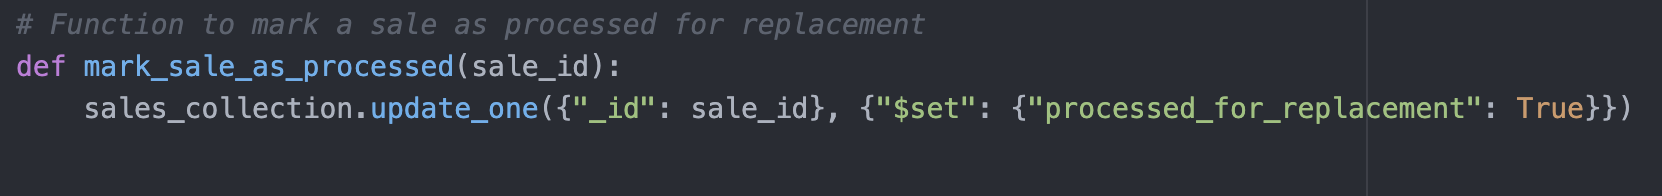 # Function to mark a sale as processed for replacement
def mark_sale_as_processed(sale_id):
    sales_collection.update_one({"_id": sale_id}, {"$set": {"processed_for_replacement": True}})